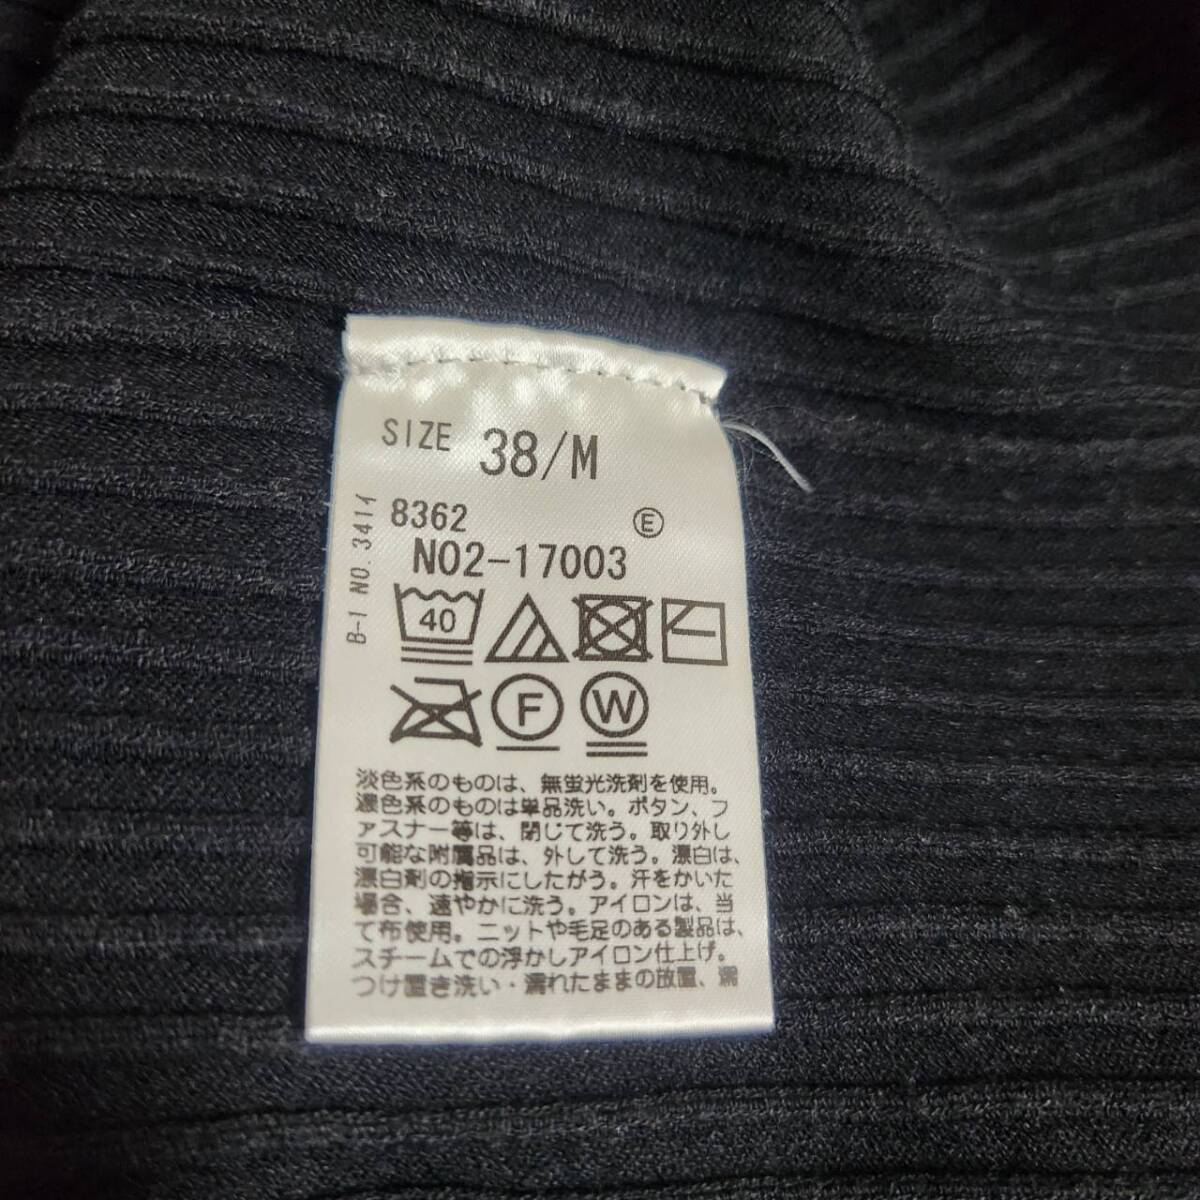 SIZE 38/M
8362 Ⓔ
N02-17003
B-1 NO.341イ
40
F W
淡色系のものは、無蛍光洗剤を使用。
濃色系のものは単品洗い。ボタン、フ
ァスナー等は、閉じて洗う。取り外し
可能な附属品は、外して洗う。漂白は、
漂白剤の指示にしたがう。汗をかいた
場合、速やかに洗う。アイロンは、当
て布使用。ニットや毛足のある製品は、
スチームでの浮かしアイロン仕上げ。
つけ置き洗い・濡れたままの放置、濡